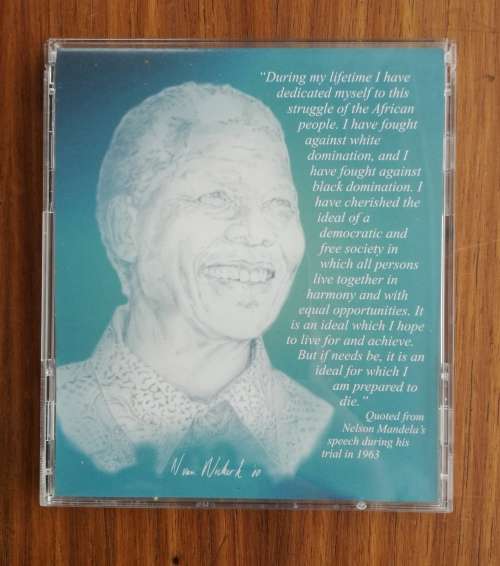 “During my lifetime I have
dedicated myself to this
struggle of the African
people. I have fought
against white
domination, and I
have fought against
black domination. I
have cherished the
ideal of a
democratic and
free society in
which all persons
live together in
harmony and with
equal opportunities. It
is an ideal which I hope
to live for and achieve.
But if needs be, it is an
ideal for which I
am prepared to
die.”
Quoted from
Nelson Mandela’s
speech during his
trial in 1963
N van Niekerk